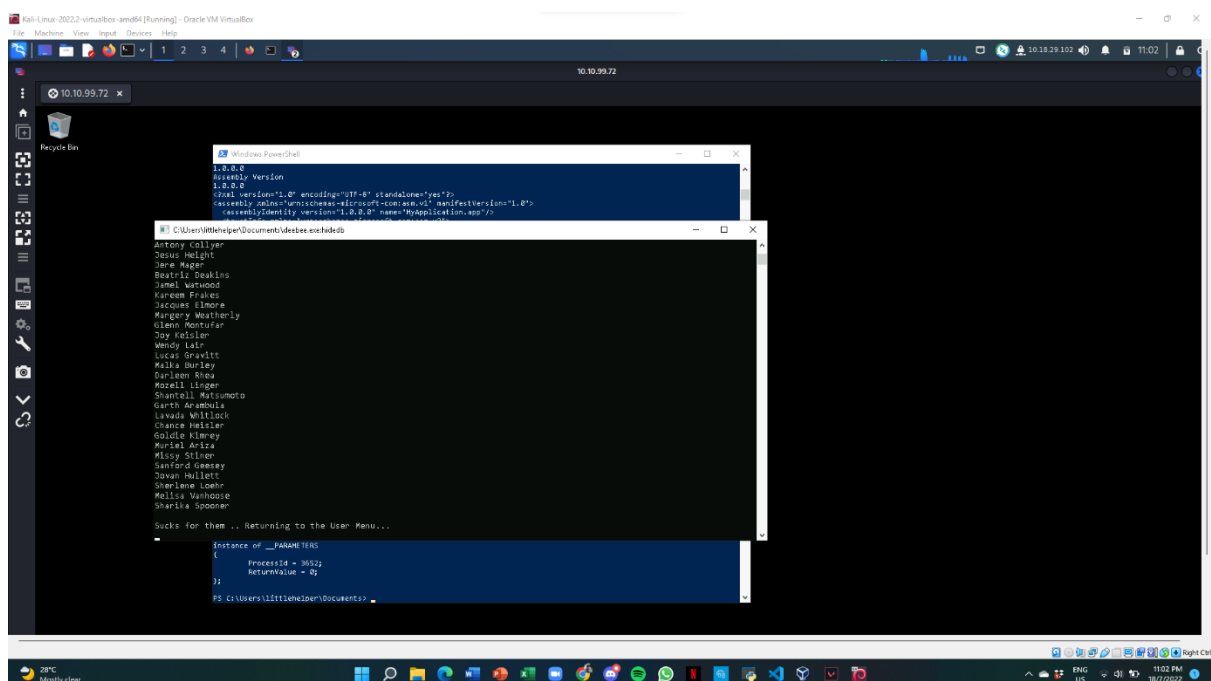 Kali-Linux-2022.2-virtualbox-amd64 [Running] - Oracle VM VirtualBox
File Machine View Input Devices Help
1 2 3 4 10.18.29.102 11:02
10.10.99.72
10.10.99.72
Recycle Bin
Windows PowerShell
1.0.0.0
Assembly Version
1.0.0.0
<?xml version="1.0" encoding="UTF-8" standalone="yes"?>
<assembly xmlns="urn:schemas-microsoft-com:asm.v1" manifestVersion="1.0">
<assemblyIdentity version="1.0.0.0" name="MyApplication.app"/>
C:\Users\littlehelper\Documents\deebee.exe:hidedb
Antony Collyer
Jesus Height
Jere Mager
Beatriz Deakins
Jamel Watwood
Kareem Frakes
Jacques Elmore
Margery Weatherly
Glenn Montufar
Joy Keisler
Wendy Lair
Lucas Gravitt
Malka Burley
Darleen Rhea
Mozell Linger
Shantell Matsumoto
Garth Arambula
Lavada Whitlock
Chance Heisler
Goldie Kimrey
Muriel Ariza
Missy Stiner
Sanford Geesey
Jovan Hullett
Sherlene Loehr
Melisa Vanhoose
Sharika Spooner
Sucks for them .. Returning to the User Menu...
instance of __PARAMETERS
{
ProcessId = 3652;
ReturnValue = 0;
};
PS C:\Users\littlehelper\Documents>
Right Ctrl
28°C
Mostly clear
ENG
US
11:02 PM
18/7/2022